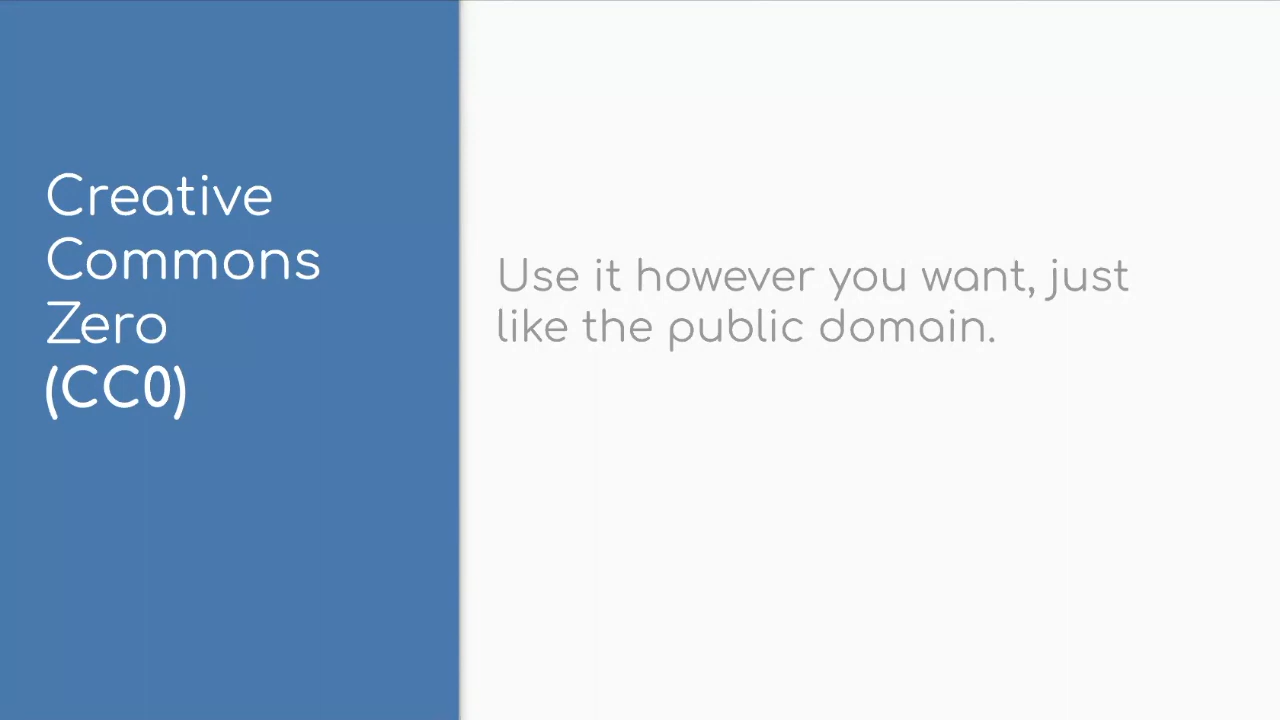 Creative
Commons
Zero
(CC0)
Use it however you want, just
like the public domain.